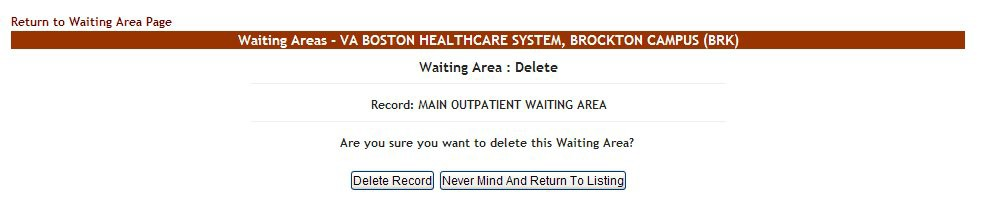 Return to Waiting Area Page
Waiting Areas - VA BOSTON HEALTHCARE SYSTEM, BROCKTON CAMPUS (BRK)
Waiting Area : Delete
Record: MAIN OUTPATIENT WAITING AREA
Are you sure you want to delete this Waiting Area?
Delete Record Never Mind And Return To Listing